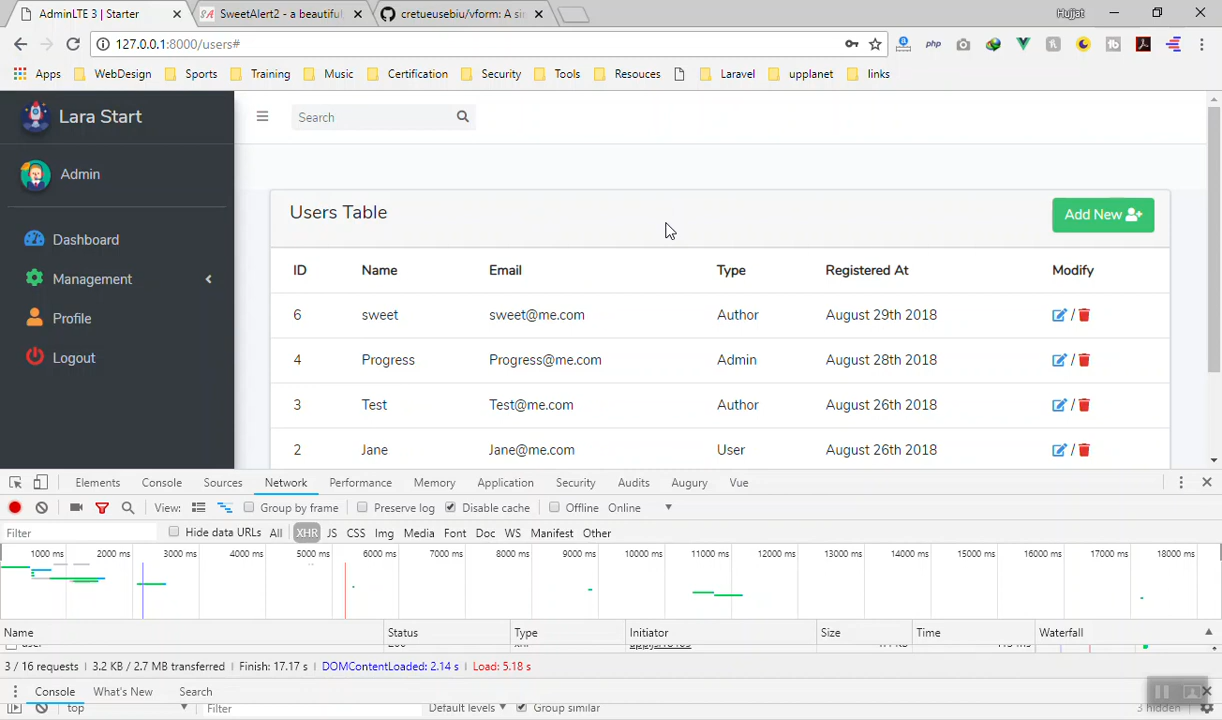 AdminLTE 3 | Starter
SweetAlert2 - a beautiful,
cretueusebiu/vform: A si
Hujjat
127.0.0.1:8000/users#
php
Apps WebDesign Sports Training Music Certification Security Tools Resouces Laravel upplanet links
Lara Start
Search
Admin
Dashboard
Management
Profile
Logout
Users Table
Add New
ID Name Email Type Registered At Modify
6 sweet sweet@me.com Author August 29th 2018 /
4 Progress Progress@me.com Admin August 28th 2018 /
3 Test Test@me.com Author August 26th 2018 /
2 Jane Jane@me.com User August 26th 2018 /
Elements Console Sources Network Performance Memory Application Security Audits Augury Vue
View: Group by frame Preserve log Disable cache Offline Online
Filter Hide data URLs All XHR JS CSS Img Media Font Doc WS Manifest Other
1000 ms 2000 ms 3000 ms 4000 ms 5000 ms 6000 ms 7000 ms 8000 ms 9000 ms 10000 ms 11000 ms 12000 ms 13000 ms 14000 ms 15000 ms 16000 ms 17000 ms 18000 ms
Name Status Type Initiator Size Time Waterfall
3 / 16 requests | 3.2 KB / 2.7 MB transferred | Finish: 17.17 s | DOMContentLoaded: 2.14 s | Load: 5.18 s
Console What's New Search
top Filter Default levels Group similar 3 hidden